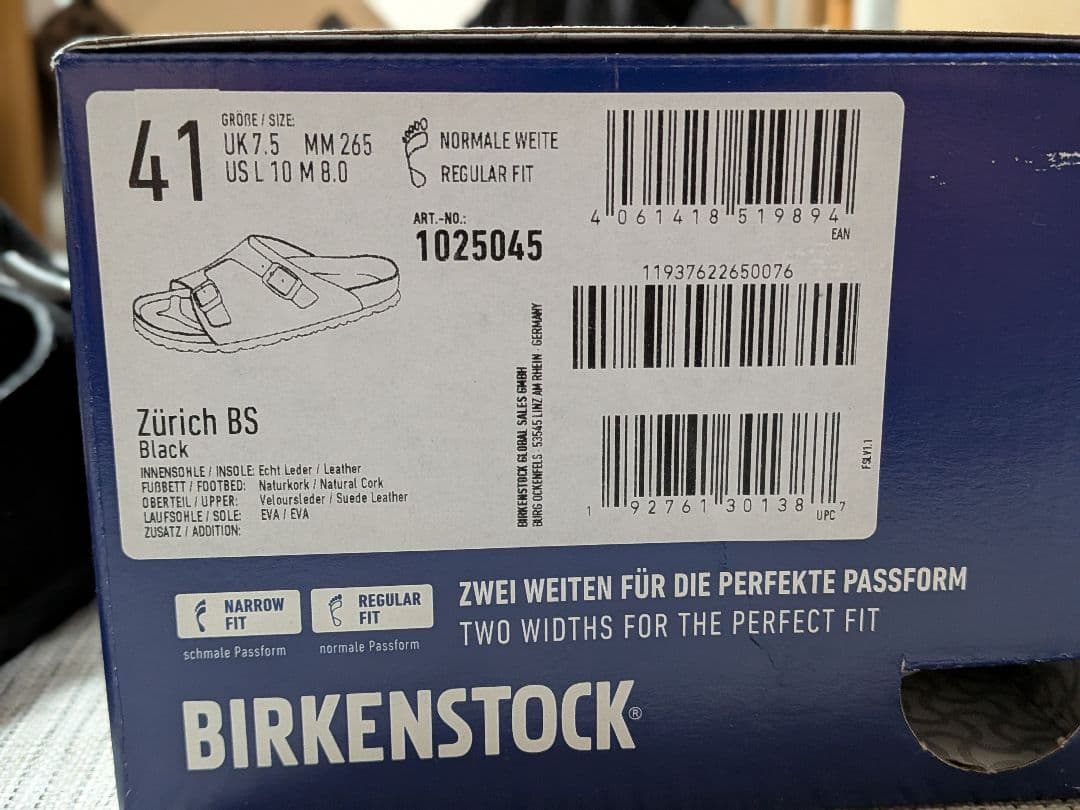 41
GRÖßE / SIZE:
UK 7.5 MM 265
US L 10 M 8.0
NORMALE WEITE
REGULAR FIT
ART.-NO.:
1025045
4 061418 519894
EAN
11937622650076
1 92761 30138 7
UPC
FSLV1.1
BIRKENSTOCK GLOBAL SALES GMBH
BURG OCKENFELS · 53545 LINZ AM RHEIN · GERMANY
Zürich BS
Black
INNENSOHLE / INSOLE: Echt Leder / Leather
FUßBETT / FOOTBED: Naturkork / Natural Cork
OBERTEIL / UPPER: Veloursleder / Suede Leather
LAUFSOHLE / SOLE: EVA / EVA
ZUSATZ / ADDITION:
NARROW
FIT
schmale Passform
REGULAR
FIT
normale Passform
ZWEI WEITEN FÜR DIE PERFEKTE PASSFORM
TWO WIDTHS FOR THE PERFECT FIT
BIRKENSTOCK®